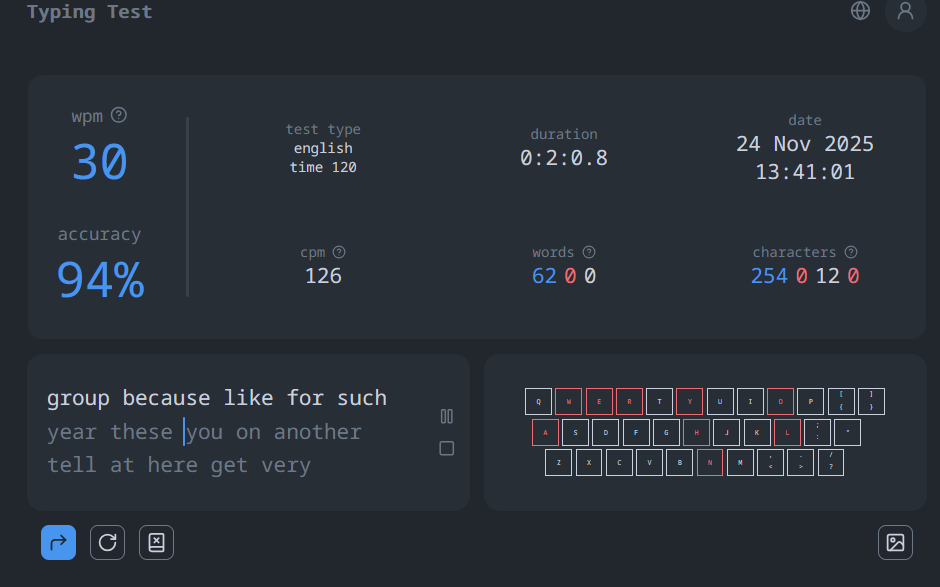 Typing Test
wpm
30
accuracy
94%
test type
english
time 120
duration
0:2:0.8
date
24 Nov 2025
13:41:01
cpm
126
words
62 0 0
characters
254 0 12 0
group because like for such
year these you on another
tell at here get very
Q W E R T Y U I O P [ { ] }
A S D F G H J K L ; : "
Z X C V B N M , < . > / ?